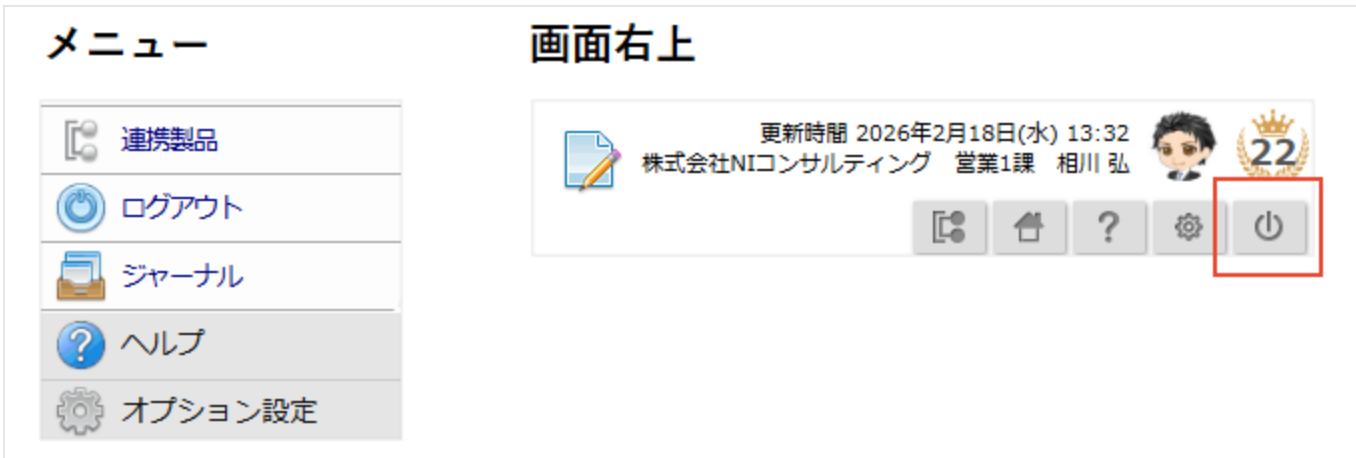 メニュー
連携製品
ログアウト
ジャーナル
ヘルプ
オプション設定
画面右上
更新時間 2026年2月18日(水) 13:32
株式会社NIコンサルティング　営業1課　相川 弘
22